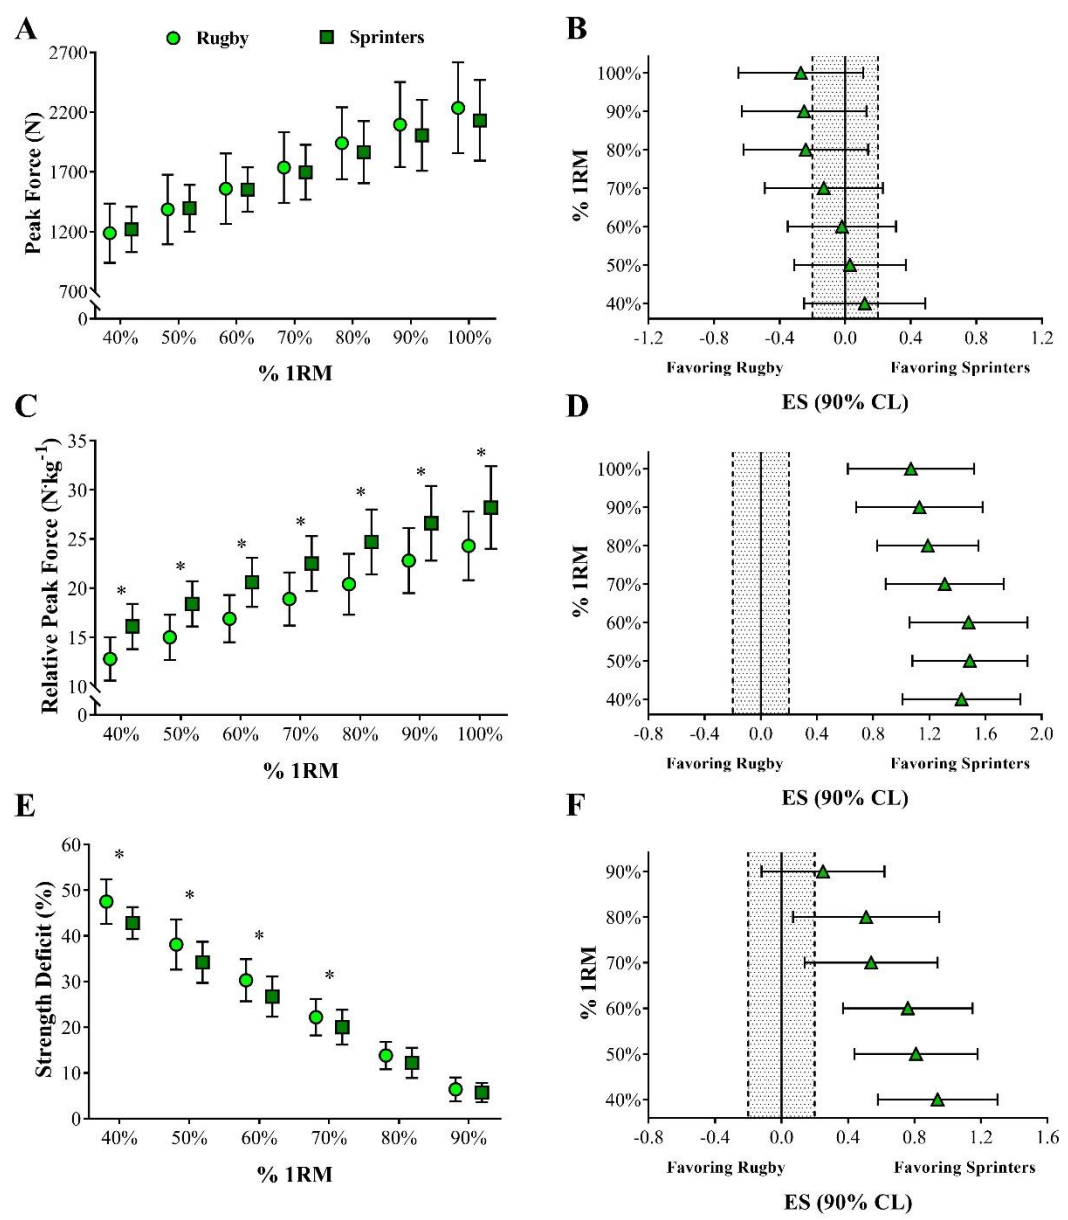 A
Rugby
Sprinters
Peak Force (N)
2700
2200
1700
1200
700
0
40% 50% 60% 70% 80% 90% 100%
% 1RM
B
% 1RM
100%
90%
80%
70%
60%
50%
40%
-1.2 -0.8 -0.4 0.0 0.4 0.8 1.2
Favoring Rugby Favoring Sprinters
ES (90% CL)
C
Relative Peak Force (N·kg-1)
35
30
25
20
15
10
0
* * * * * * *
40% 50% 60% 70% 80% 90% 100%
% 1RM
D
% 1RM
100%
90%
80%
70%
60%
50%
40%
-0.8 -0.4 0.0 0.4 0.8 1.2 1.6 2.0
Favoring Rugby Favoring Sprinters
ES (90% CL)
E
Strength Deficit (%)
60
50
40
30
20
10
0
* * * *
40% 50% 60% 70% 80% 90%
% 1RM
F
% 1RM
90%
80%
70%
60%
50%
40%
-0.8 -0.4 0.0 0.4 0.8 1.2 1.6
Favoring Rugby Favoring Sprinters
ES (90% CL)